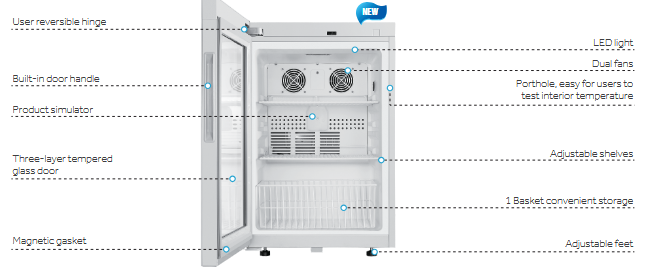 NEW
User reversible hinge
Built-in door handle
Product simulator
Three-layer tempered
glass door
Magnetic gasket
LED light
Dual fans
Porthole, easy for users to
test interior temperature
Adjustable shelves
1 Basket convenient storage
Adjustable feet